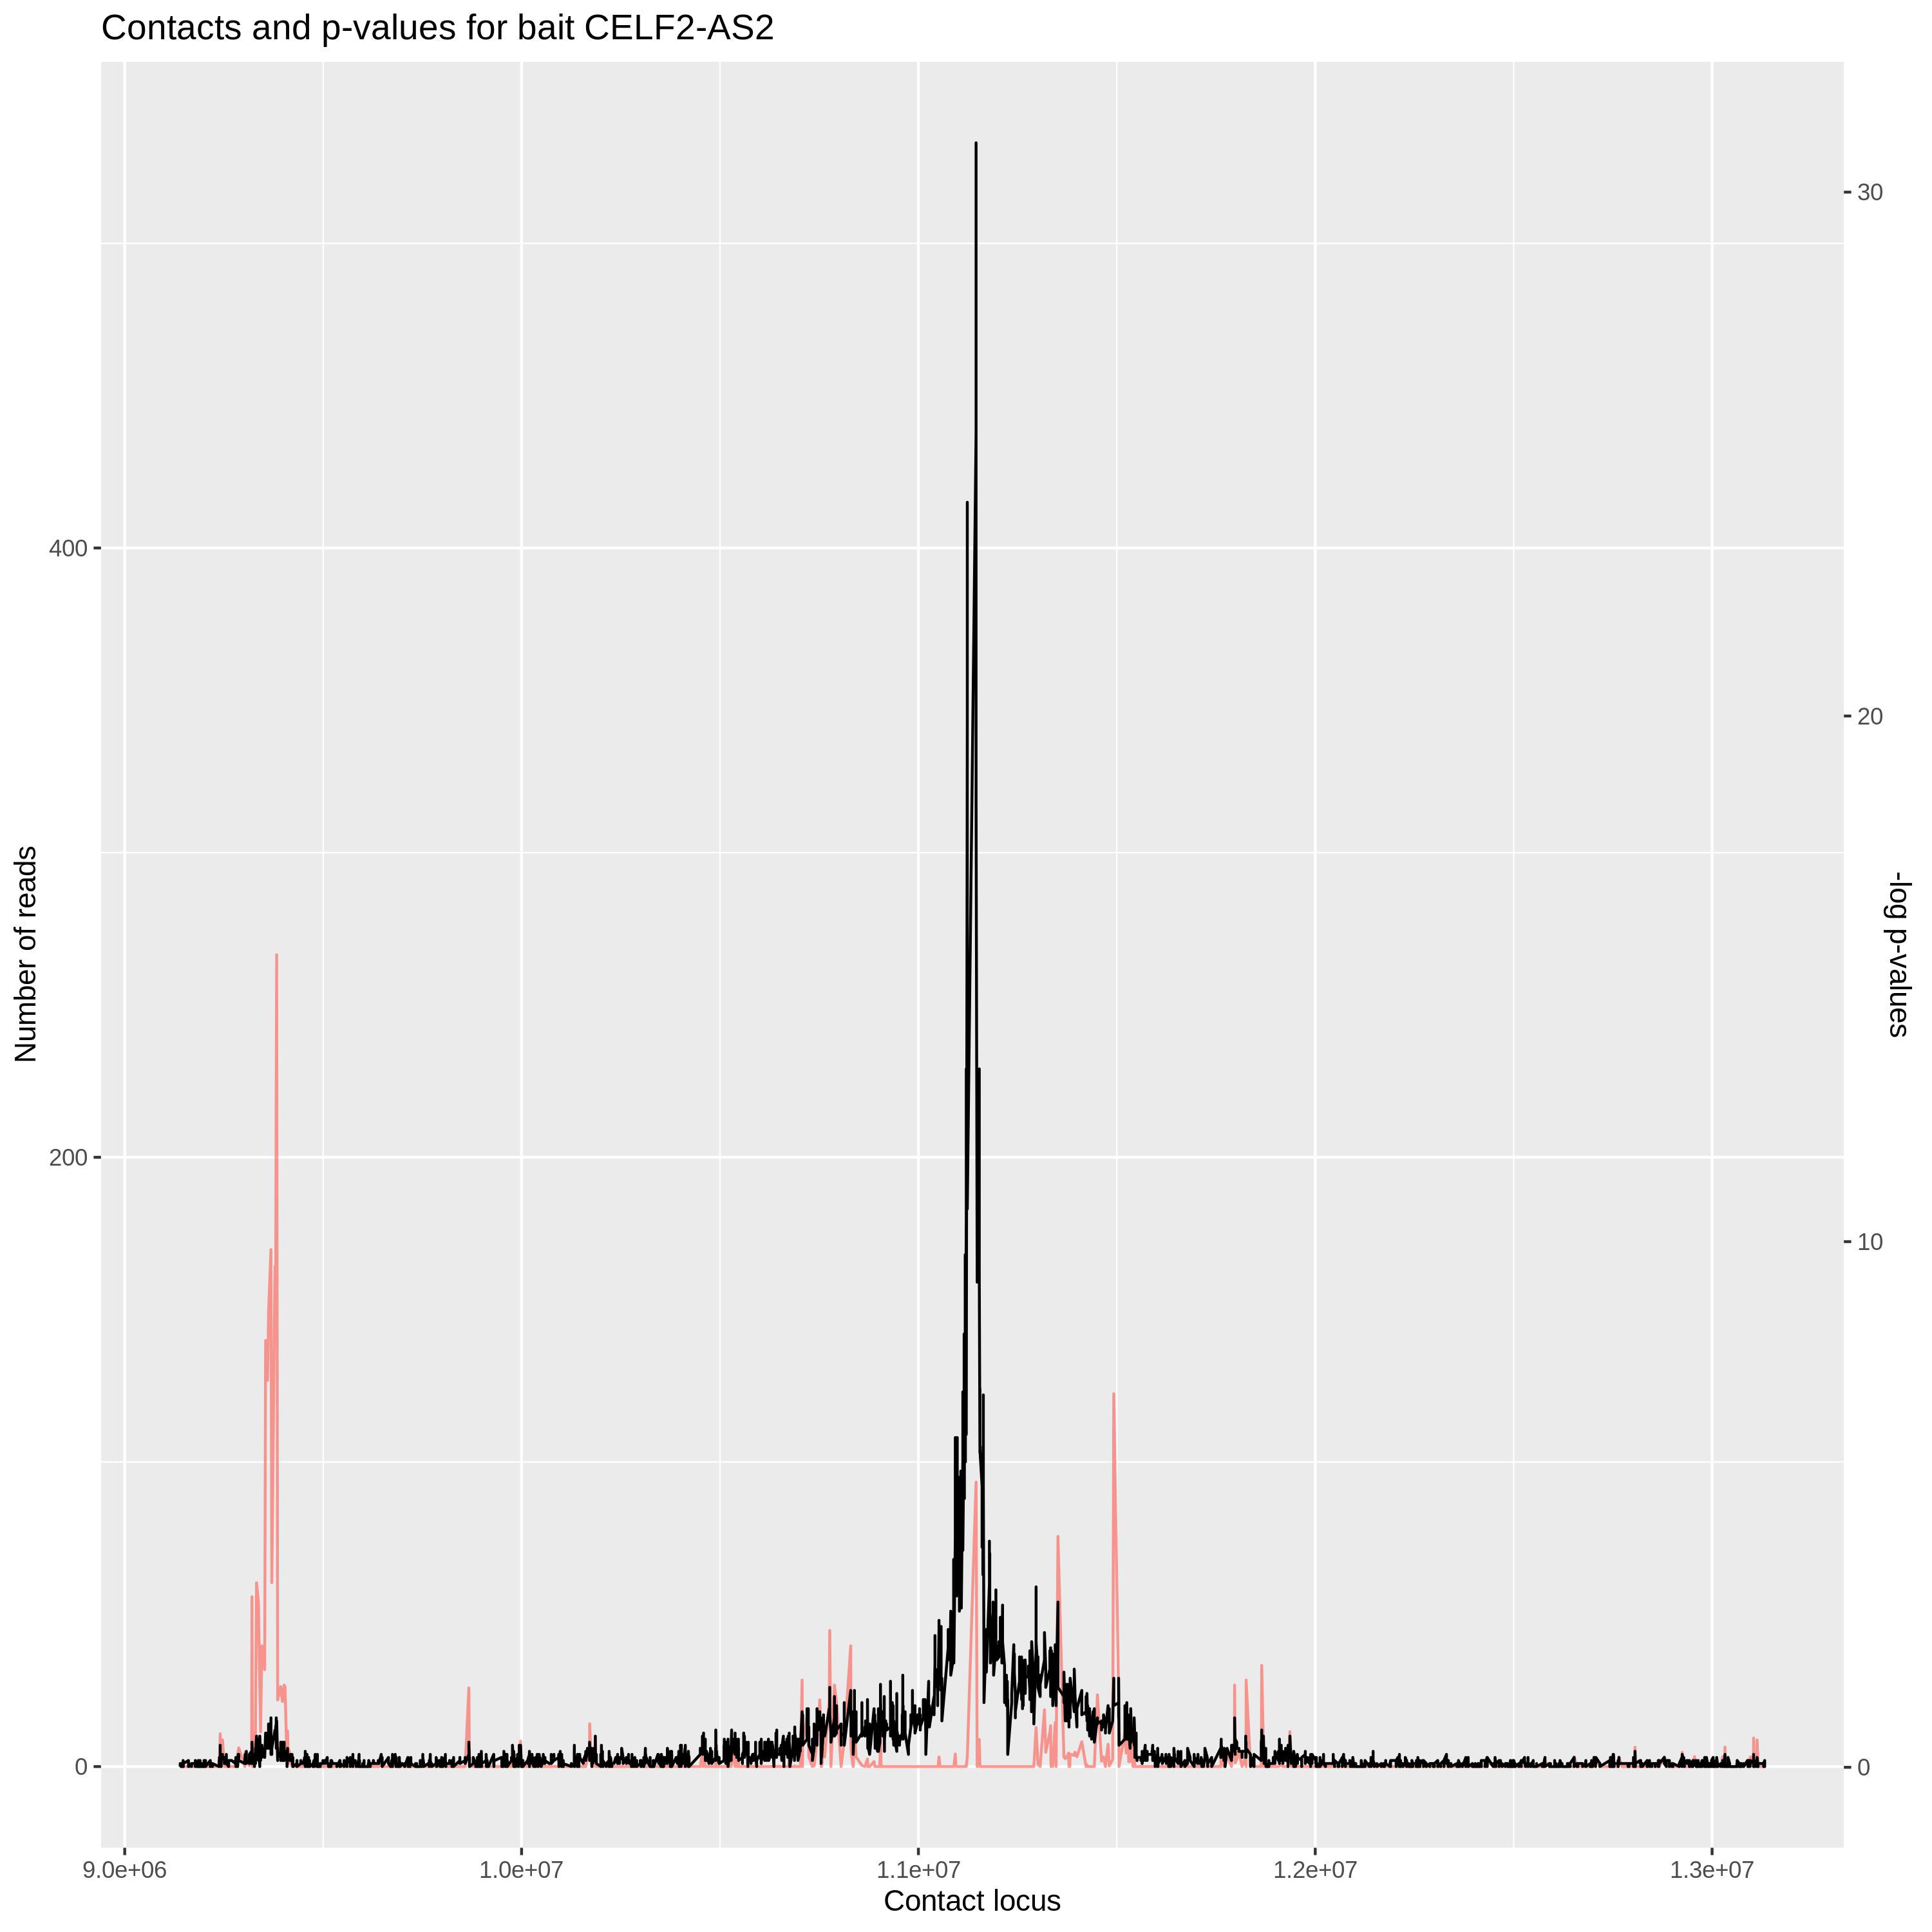 Contacts and p-values for bait CELF2-AS2
Number of reads
400
200
0
30
20
10
0
-log p-values
9.0e+06 1.0e+07 1.1e+07 1.2e+07 1.3e+07
Contact locus